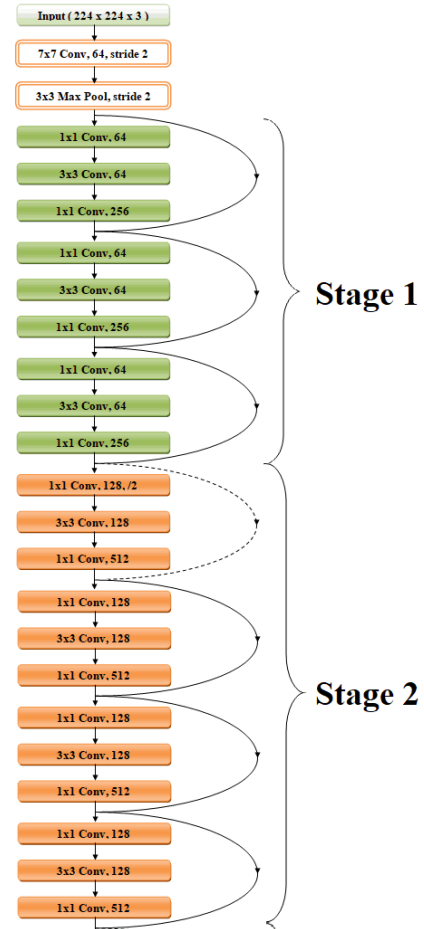 Input ( 224 x 224 x 3 )
7x7 Conv, 64, stride 2
3x3 Max Pool, stride 2
1x1 Conv, 64
3x3 Conv, 64
1x1 Conv, 256
1x1 Conv, 64
3x3 Conv, 64
1x1 Conv, 256
1x1 Conv, 64
3x3 Conv, 64
1x1 Conv, 256
Stage 1
1x1 Conv, 128, /2
3x3 Conv, 128
1x1 Conv, 512
1x1 Conv, 128
3x3 Conv, 128
1x1 Conv, 512
1x1 Conv, 128
3x3 Conv, 128
1x1 Conv, 512
1x1 Conv, 128
3x3 Conv, 128
1x1 Conv, 512
Stage 2